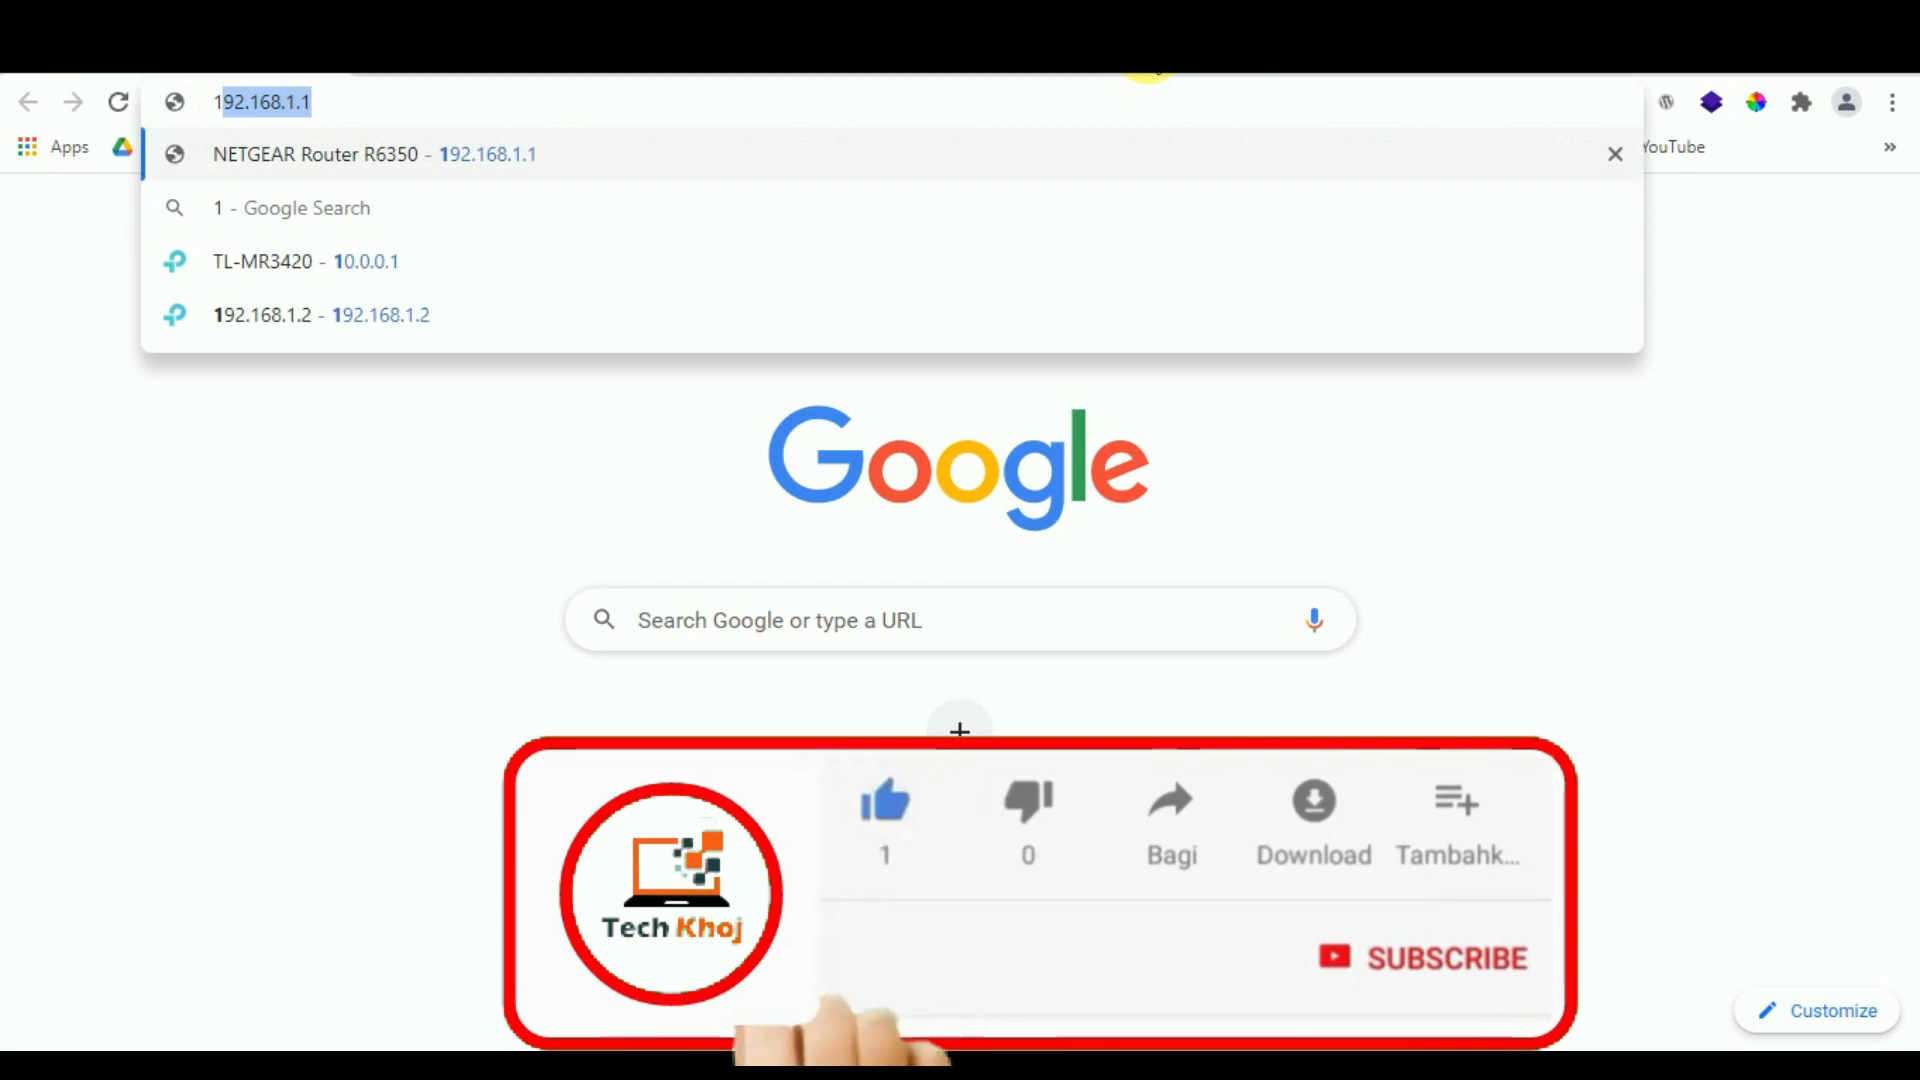 192.168.1.1
Apps
YouTube
NETGEAR Router R6350 - 192.168.1.1
1 - Google Search
TL-MR3420 - 10.0.0.1
192.168.1.2 - 192.168.1.2
Google
Search Google or type a URL
1
0
Bagi
Download
Tambahk...
Tech Khoj
SUBSCRIBE
Customize